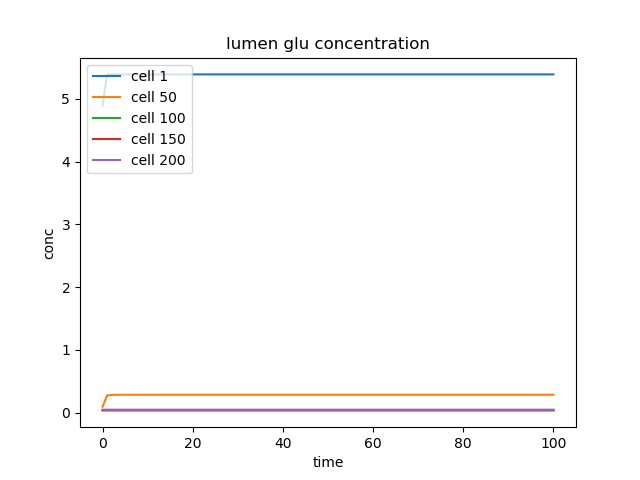 lumen glu concentration
cell 1
cell 50
cell 100
cell 150
cell 200
5
4
3
2
1
0
conc
0 20 40 60 80 100
time